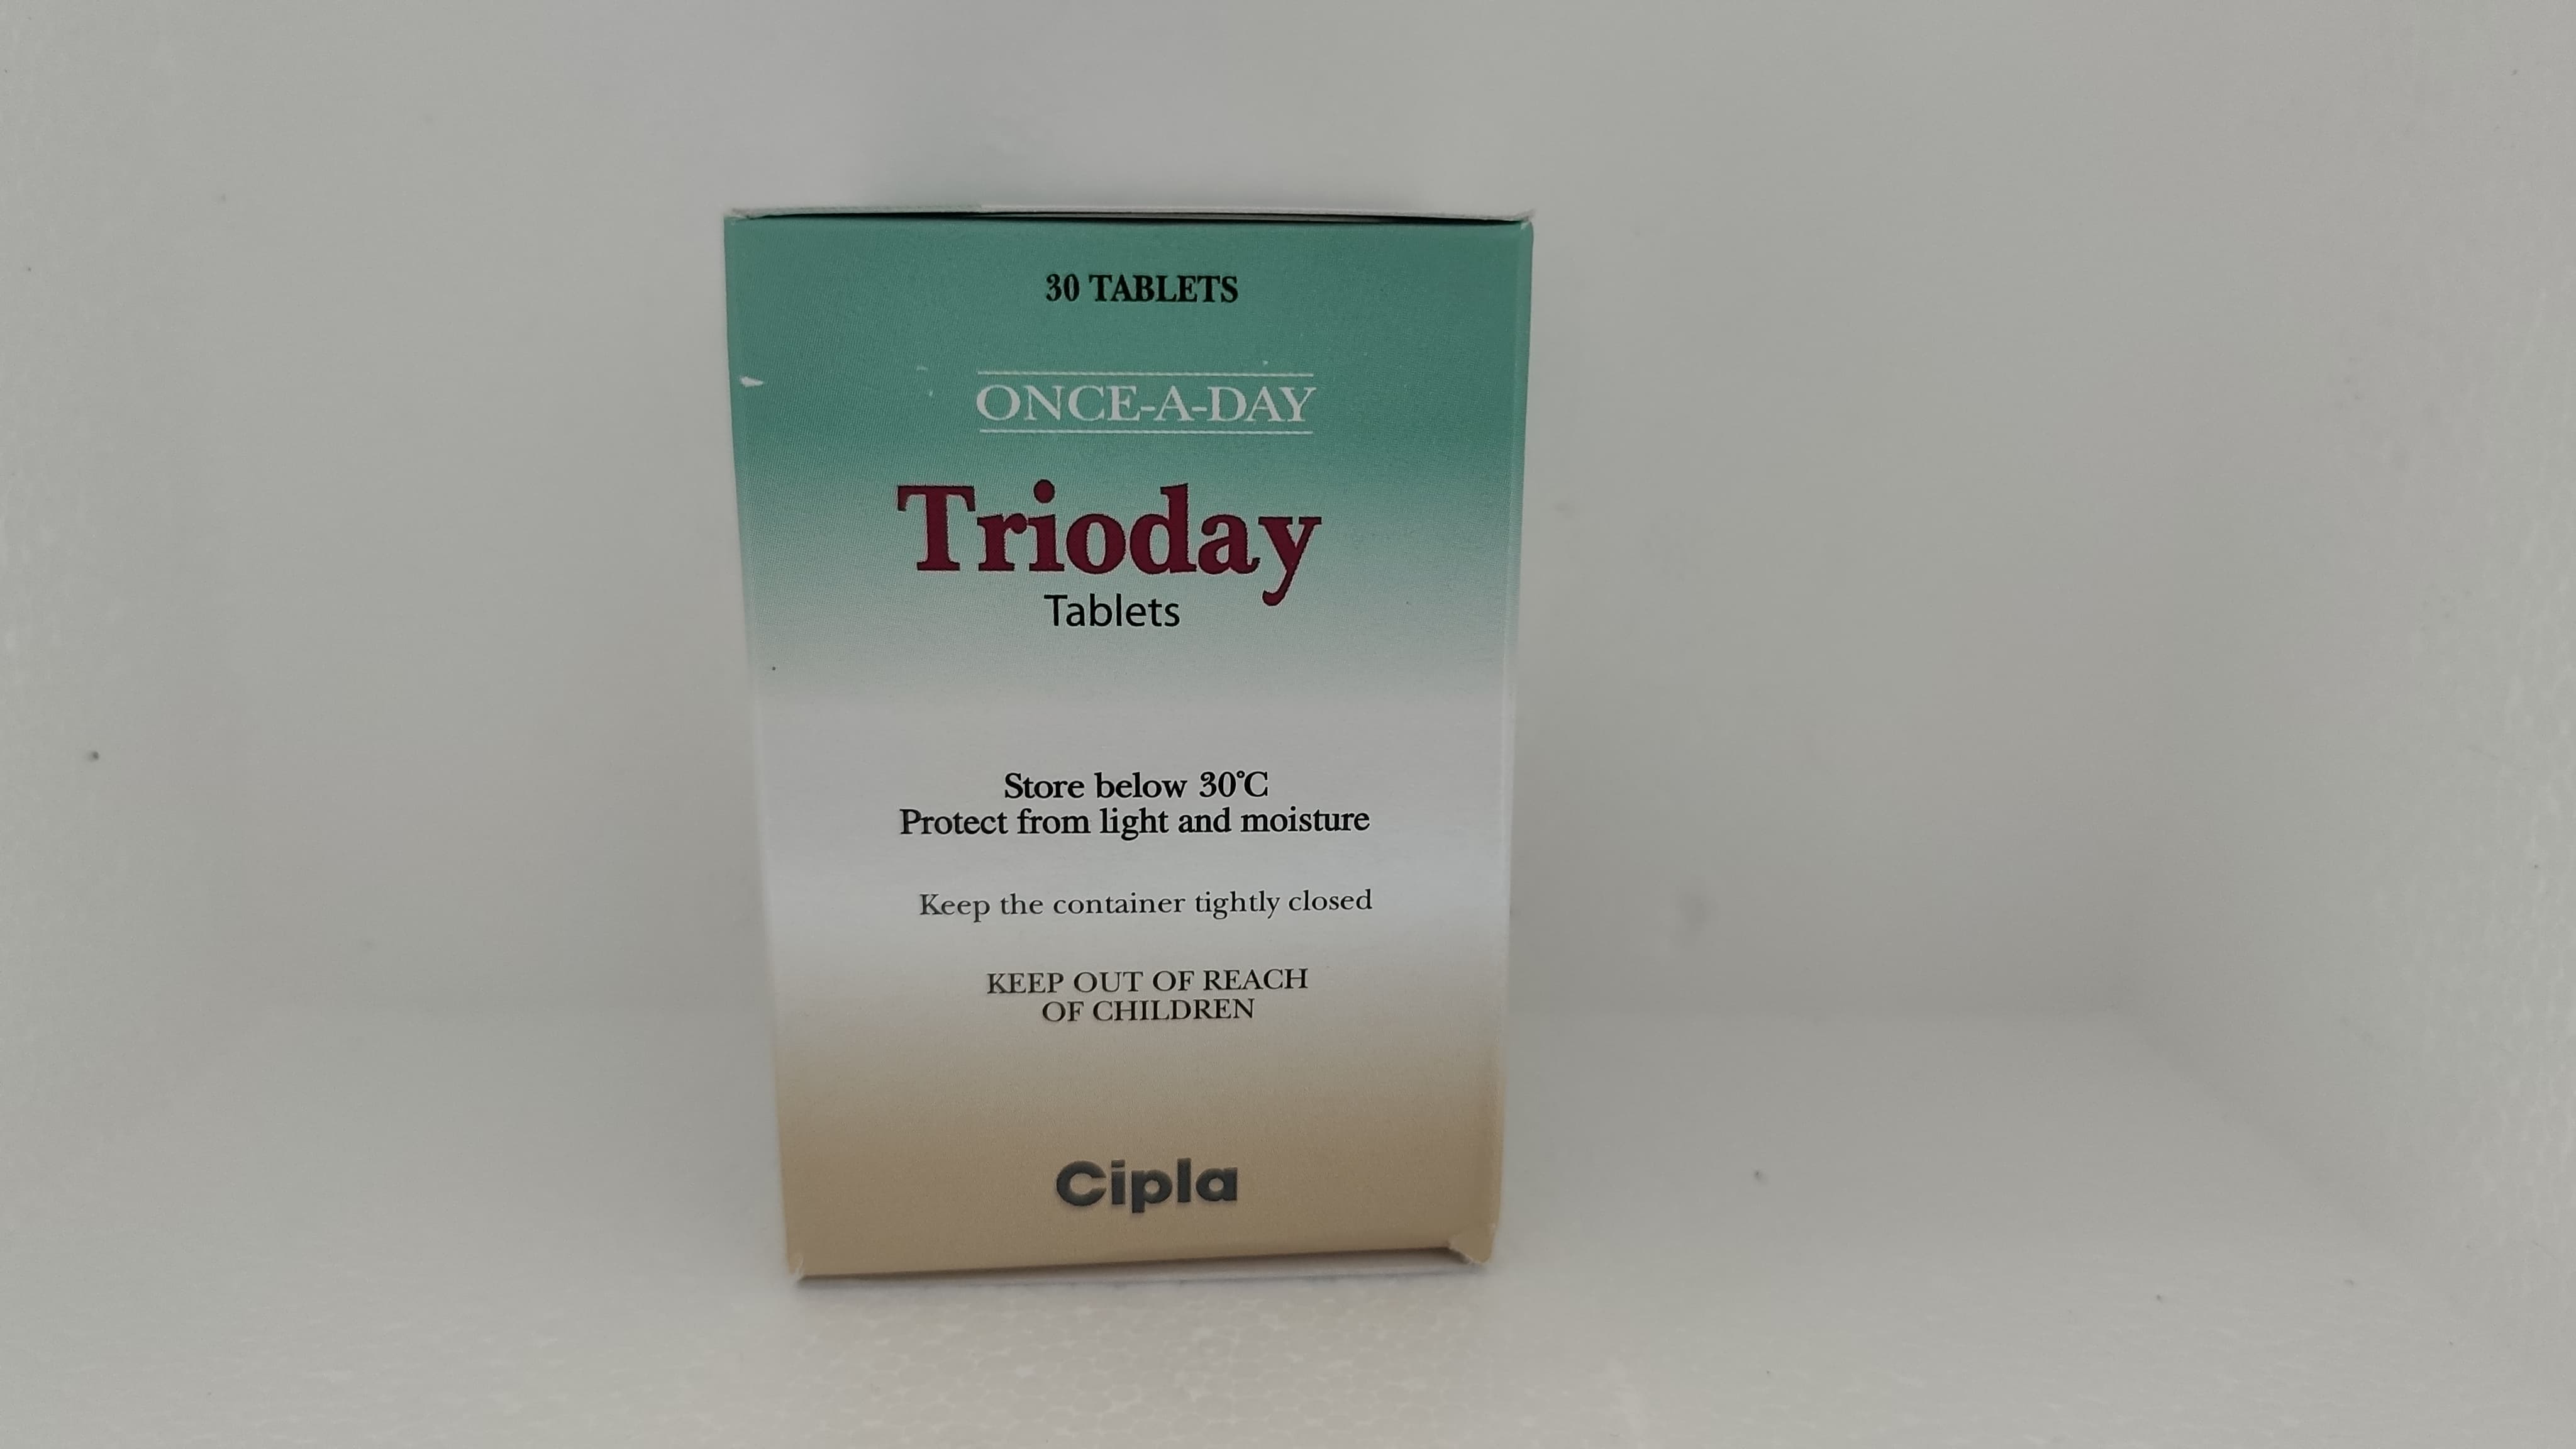 30 TABLETS
ONCE-A-DAY
Trioday
Tablets
Store below 30°C
Protect from light and moisture
Keep the container tightly closed
KEEP OUT OF REACH
OF CHILDREN
Cipla